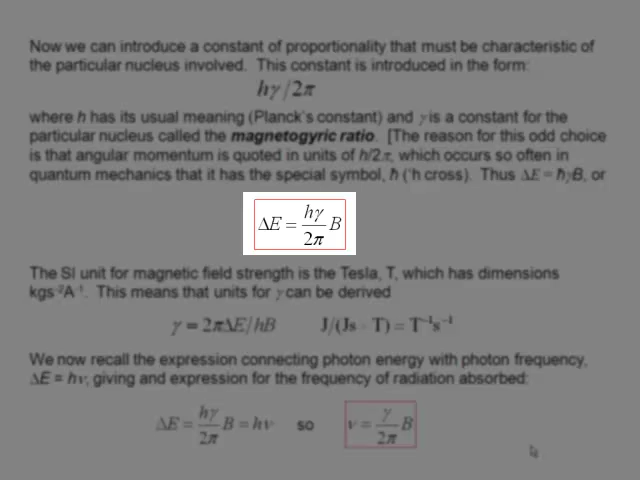 Now we can introduce a constant of proportionality that must be characteristic of
the particular nucleus involved.  This constant is introduced in the form:
hγ/2π
where h has its usual meaning (Planck's constant) and γ is a constant for the
particular nucleus called the magnetogyric ratio.  [The reason for this odd choice
is that angular momentum is quoted in units of h/2π, which occurs so often in
quantum mechanics that it has the special symbol, ħ ('h cross).  Thus ΔE = ħγB, or
ΔE = hγ/2π B
The SI unit for magnetic field strength is the Tesla, T, which has dimensions
kgs⁻²A⁻¹.  This means that units for γ can be derived
γ = 2πΔE/hB    J/(Js · T) = T⁻¹s⁻¹
We now recall the expression connecting photon energy with photon frequency,
ΔE = hν, giving and expression for the frequency of radiation absorbed:
ΔE = hγ/2π B = hν    so    ν = γ/2π B